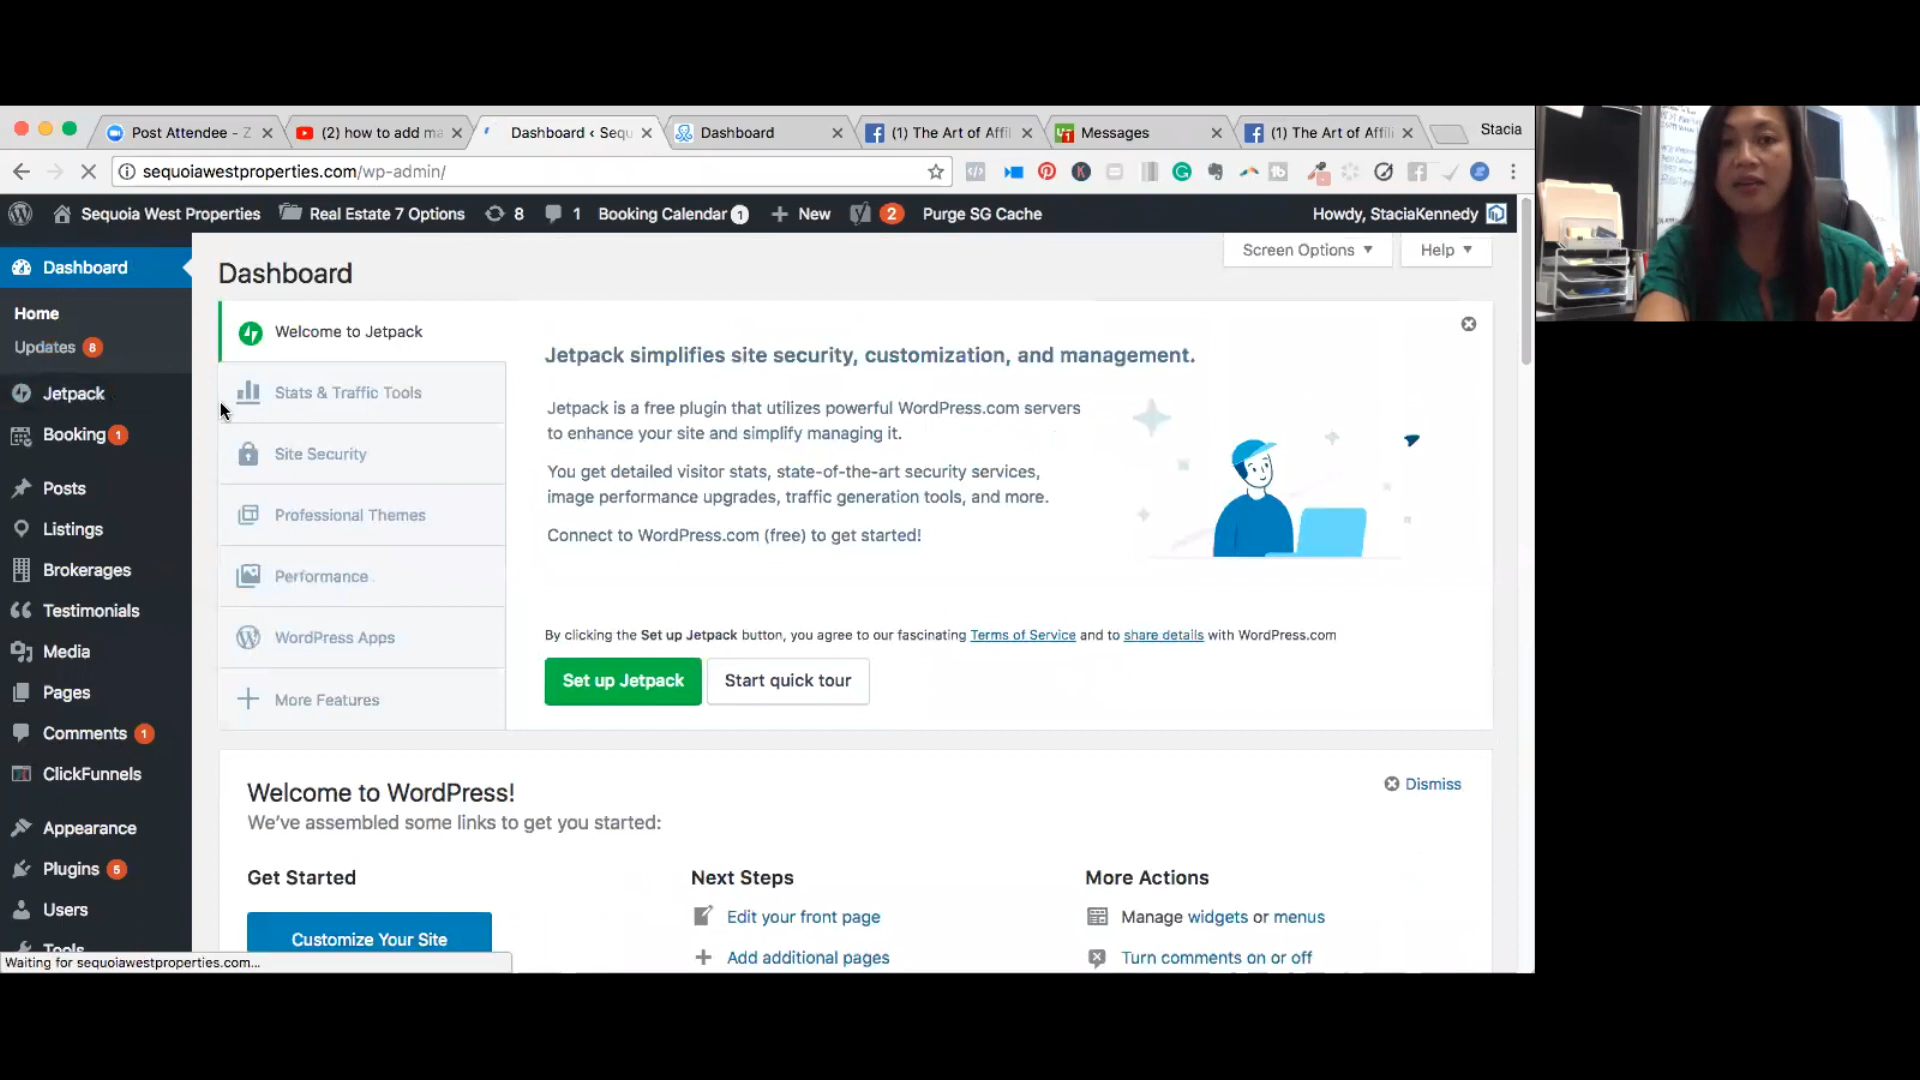 Post Attendee - Z
(2) how to add ma
Dashboard ‹ Sequ
Dashboard
(1) The Art of Affili
Messages
(1) The Art of Affili
Stacia
sequoiawestproperties.com/wp-admin/
Sequoia West Properties
Real Estate 7 Options
8
1
Booking Calendar 1
New
2
Purge SG Cache
Howdy, StaciaKennedy
Screen Options
Help
Dashboard
Home
Updates 8
Jetpack
Booking 1
Posts
Listings
Brokerages
Testimonials
Media
Pages
Comments 1
ClickFunnels
Appearance
Plugins 5
Users
Tools
Dashboard
Welcome to Jetpack
Stats & Traffic Tools
Site Security
Professional Themes
Performance
WordPress Apps
More Features
Jetpack simplifies site security, customization, and management.
Jetpack is a free plugin that utilizes powerful WordPress.com servers
to enhance your site and simplify managing it.
You get detailed visitor stats, state-of-the-art security services,
image performance upgrades, traffic generation tools, and more.
Connect to WordPress.com (free) to get started!
By clicking the Set up Jetpack button, you agree to our fascinating Terms of Service and to share details with WordPress.com
Set up Jetpack
Start quick tour
Welcome to WordPress!
Dismiss
We've assembled some links to get you started:
Get Started
Customize Your Site
Next Steps
Edit your front page
Add additional pages
More Actions
Manage widgets or menus
Turn comments on or off
Waiting for sequoiawestproperties.com...